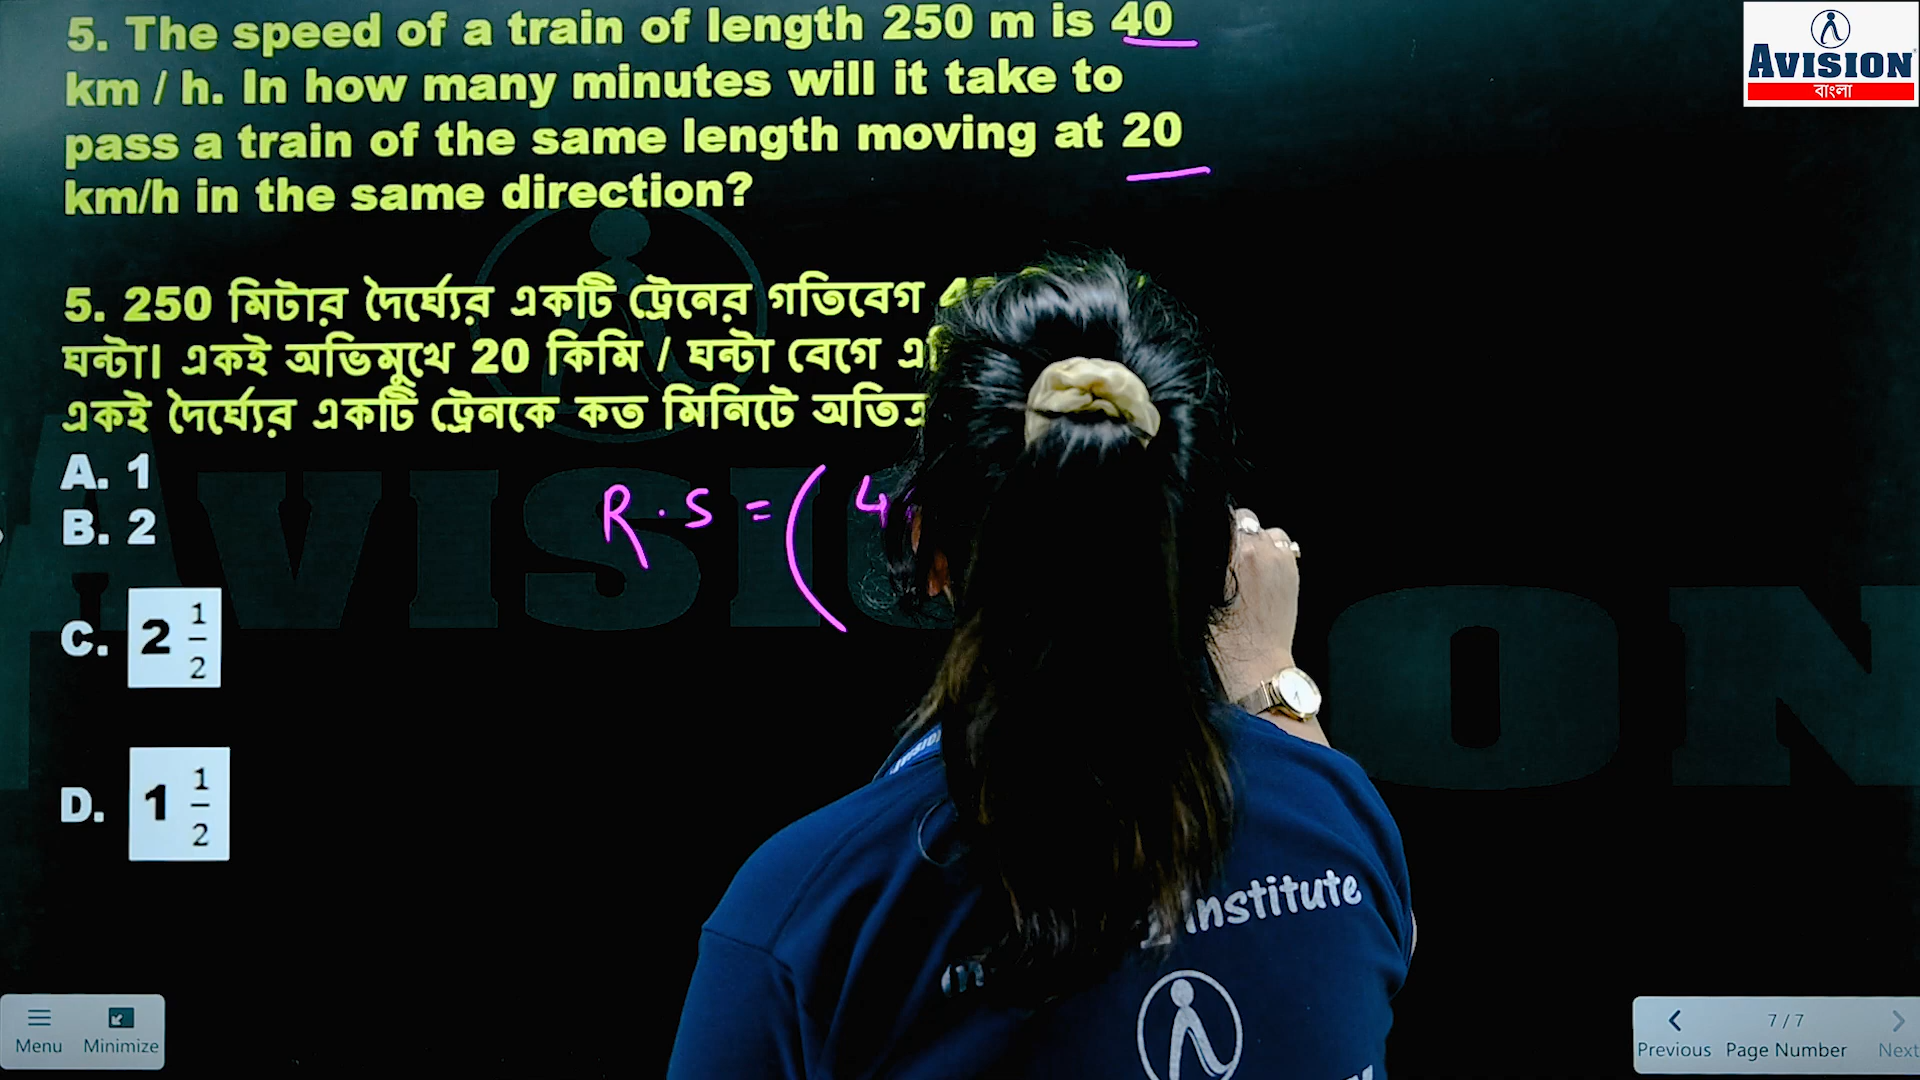 5. The speed of a train of length 250 m is 40
km / h. In how many minutes will it take to
pass a train of the same length moving at 20
km/h in the same direction?
5. 250 মিটার দৈর্ঘ্যের একটি ট্রেনের গতিবেগ
ঘন্টা। একই অভিমুখে 20 কিমি / ঘন্টা বেগে
একই দৈর্ঘ্যের একটি ট্রেনকে কত মিনিটে
A. 1
B. 2
C. 2 1/2
D. 1 1/2
R.S = ( 4
AVISION
বাংলা
AVISION
Institute
Menu Minimize
7/7
Previous Page Number Next